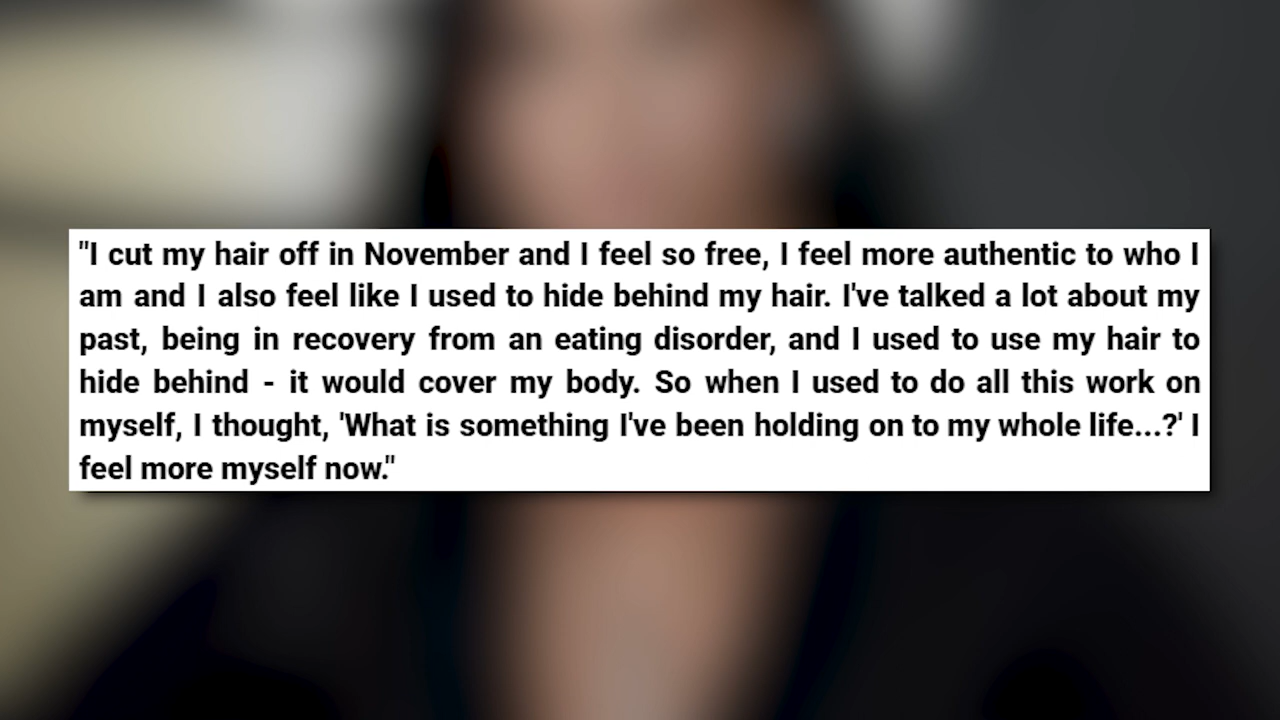 "I cut my hair off in November and I feel so free, I feel more authentic to who I
am and I also feel like I used to hide behind my hair. I've talked a lot about my
past, being in recovery from an eating disorder, and I used to use my hair to
hide behind - it would cover my body. So when I used to do all this work on
myself, I thought, 'What is something I've been holding on to my whole life...?' I
feel more myself now."